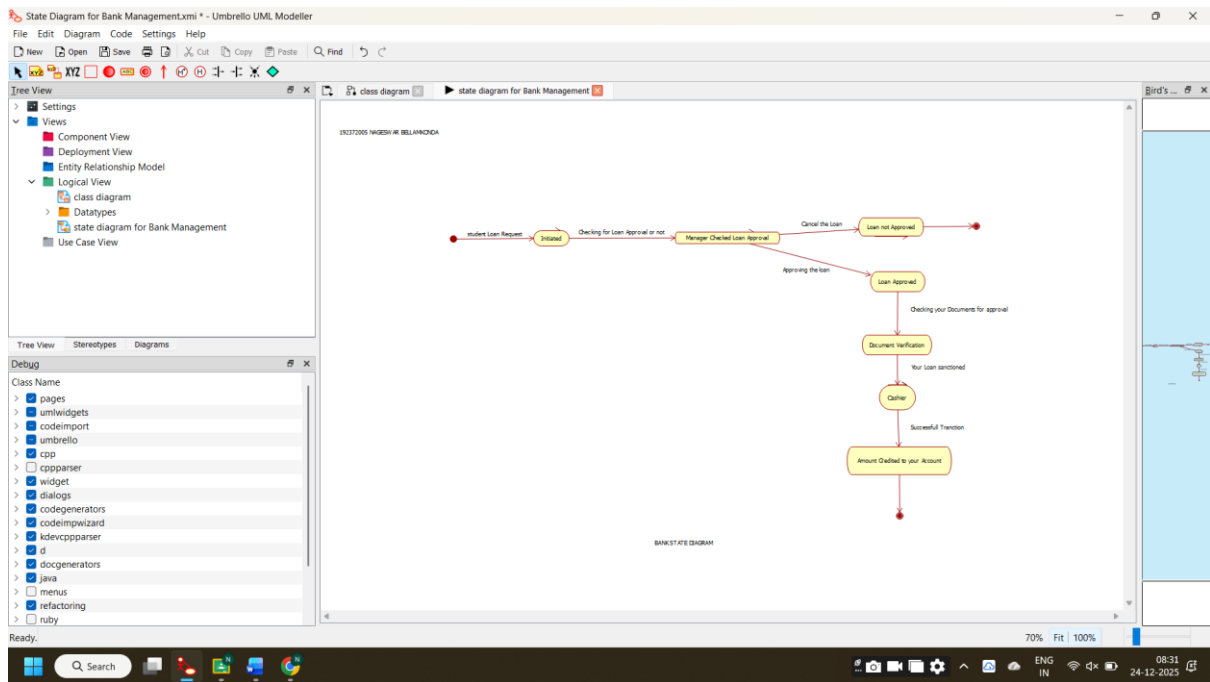 State Diagram for Bank Management.xmi * - Umbrello UML Modeller
File Edit Diagram Code Settings Help
New Open Save Cut Copy Paste Find
XYZ XYZ
Tree View
class diagram
state diagram for Bank Management
Bird's ...
Settings
Views
Component View
Deployment View
Entity Relationship Model
Logical View
class diagram
Datatypes
state diagram for Bank Management
Use Case View
Tree View Stereotypes Diagrams
Debug
Class Name
pages
umlwidgets
codeimport
umbrello
cpp
cppparser
widget
dialogs
codegenerators
codeimpwizard
kdevcppparser
d
docgenerators
java
menus
refactoring
ruby
192372005 NAGESWAR BELLAMKONDA
student Loan Request
Initiated
Checking for Loan Aproval or not
Manager Checked Loan Approval
Cancel the Loan
Loan not Approved
Approving the loan
Loan Approved
Checking your Documents for approval
Document Verification
Your Loan sanctioned
Cashier
Successfull Tranction
Amount Credited to your Account
BANK STATE DIAGRAM
Ready.
70% Fit 100%
Search
ENG
IN
08:31
24-12-2025